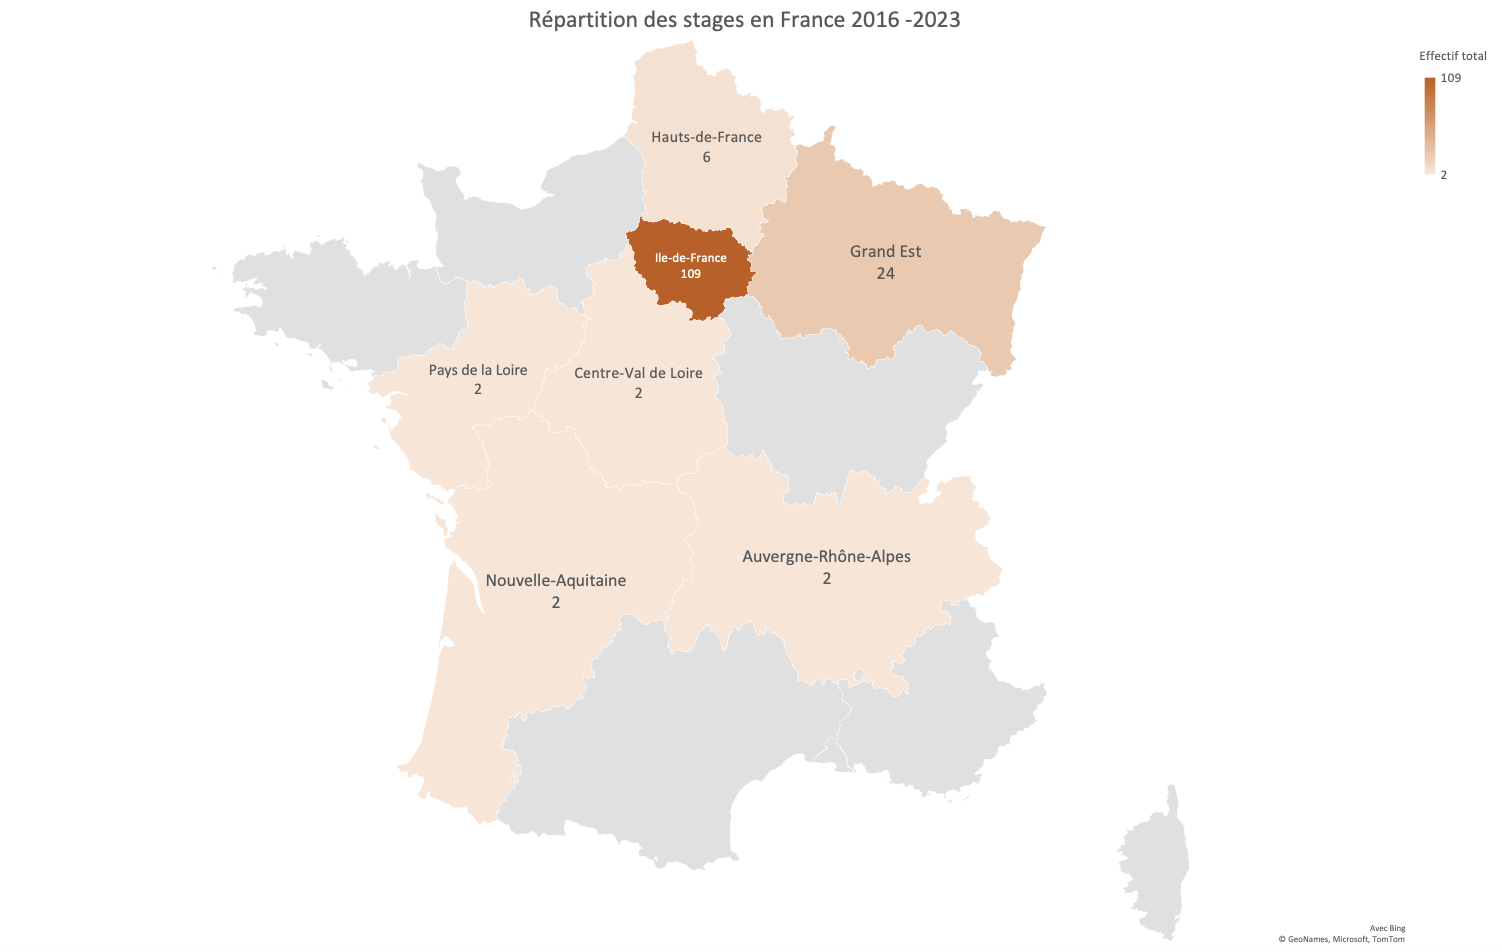 Répartition des stages en France 2016 -2023
Effectif total
109
2
Hauts-de-France
6
Ile-de-France
109
Grand Est
24
Pays de la Loire
2
Centre-Val de Loire
2
Auvergne-Rhône-Alpes
2
Nouvelle-Aquitaine
2
Avec Bing
© GeoNames, Microsoft, TomTom